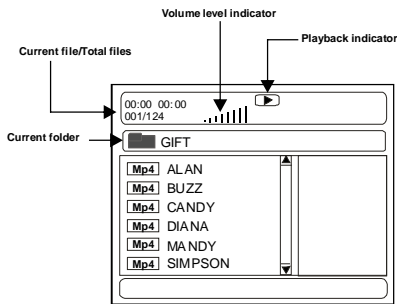 Volume level indicator
Playback indicator
Current file/Total files
00:00 00:00
001/124
Current folder
GIFT
Mp4 ALAN
Mp4 BUZZ
Mp4 CANDY
Mp4 DIANA
Mp4 MANDY
Mp4 SIMPSON